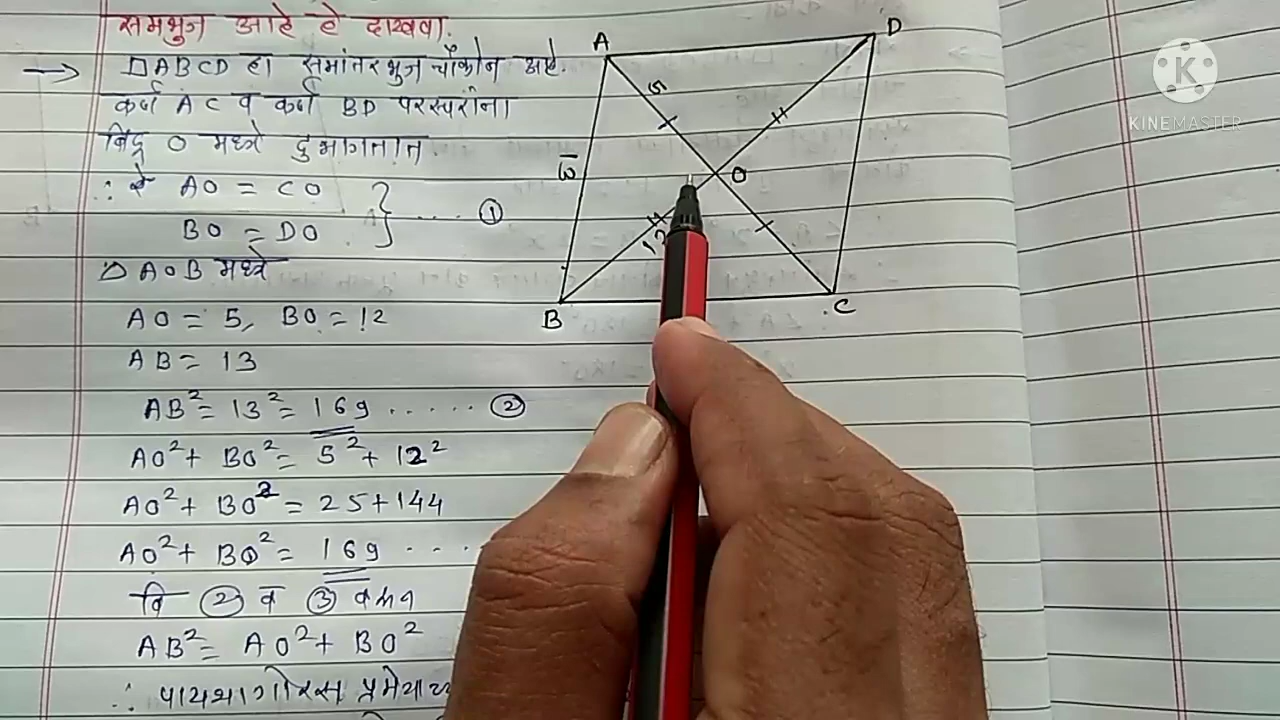 समभुज आहे हे दाखवा.
→ □ABCD हा समांतरभुज चौकोन आहे.
कर्ण AC व कर्ण BD परस्परांना
बिंदू O मध्ये दुभागतात.
∴ AO = CO
BO = DO } .... ①
△AOB मध्ये
AO = 5, BO = 12
AB = 13
AB² = 13² = 169 ..... ②
AO² + BO² = 5² + 12²
AO² + BO² = 25 + 144
AO² + BO² = 169 ...
वि ② व ③ वरून
AB² = AO² + BO²
∴ पायथागोरस प्रमेयाच्
A
D
5
13
O
12
B
C
K
KINEMASTER